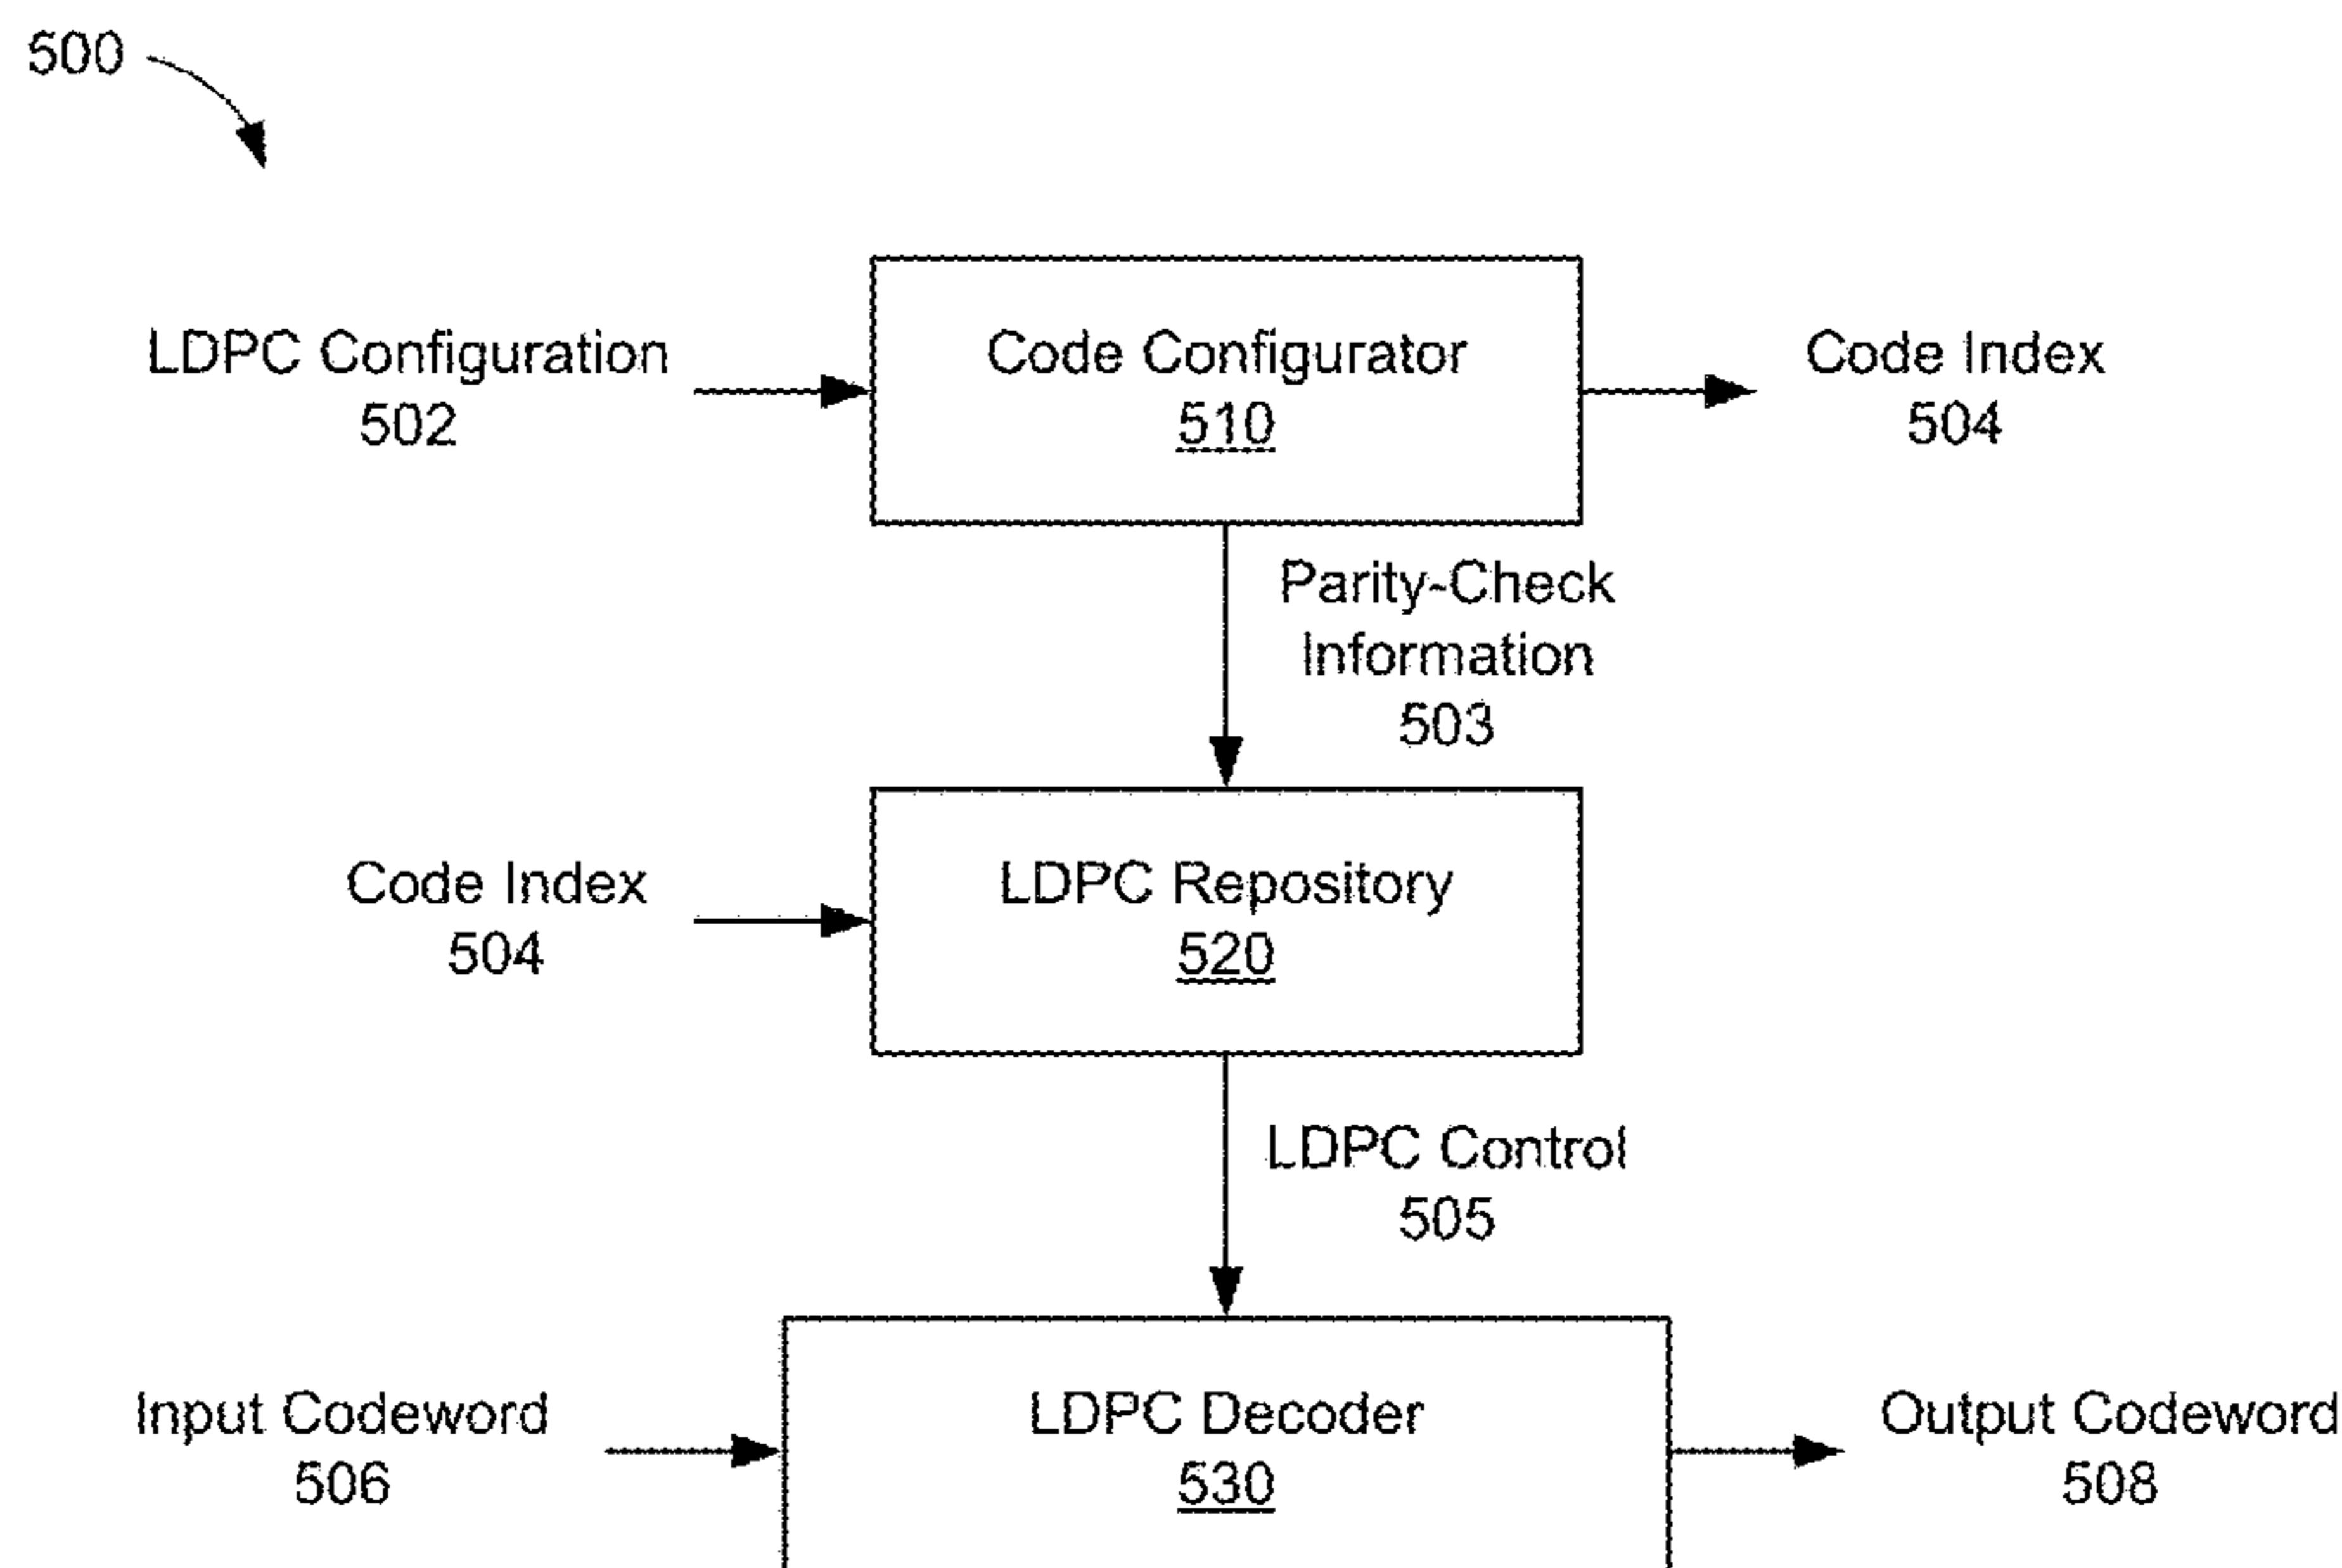 500
LDPC Configuration
502
Code Configurator
510
Code Index
504
Parity-Check
Information
503
Code Index
504
LDPC Repository
520
LDPC Control
505
Input Codeword
506
LDPC Decoder
530
Output Codeword
508